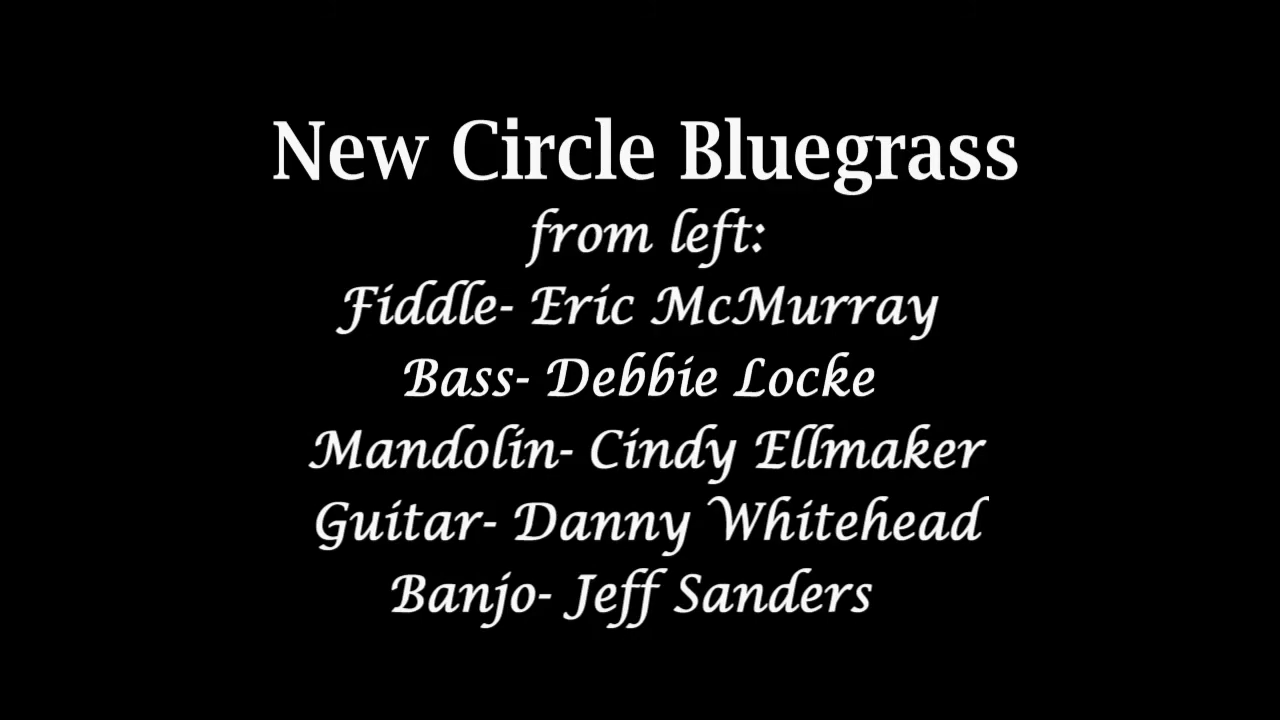 New Circle Bluegrass
from left:
Fiddle- Eric McMurray
Bass- Debbie Locke
Mandolin- Cindy Ellmaker
Guitar- Danny Whitehead
Banjo- Jeff Sanders